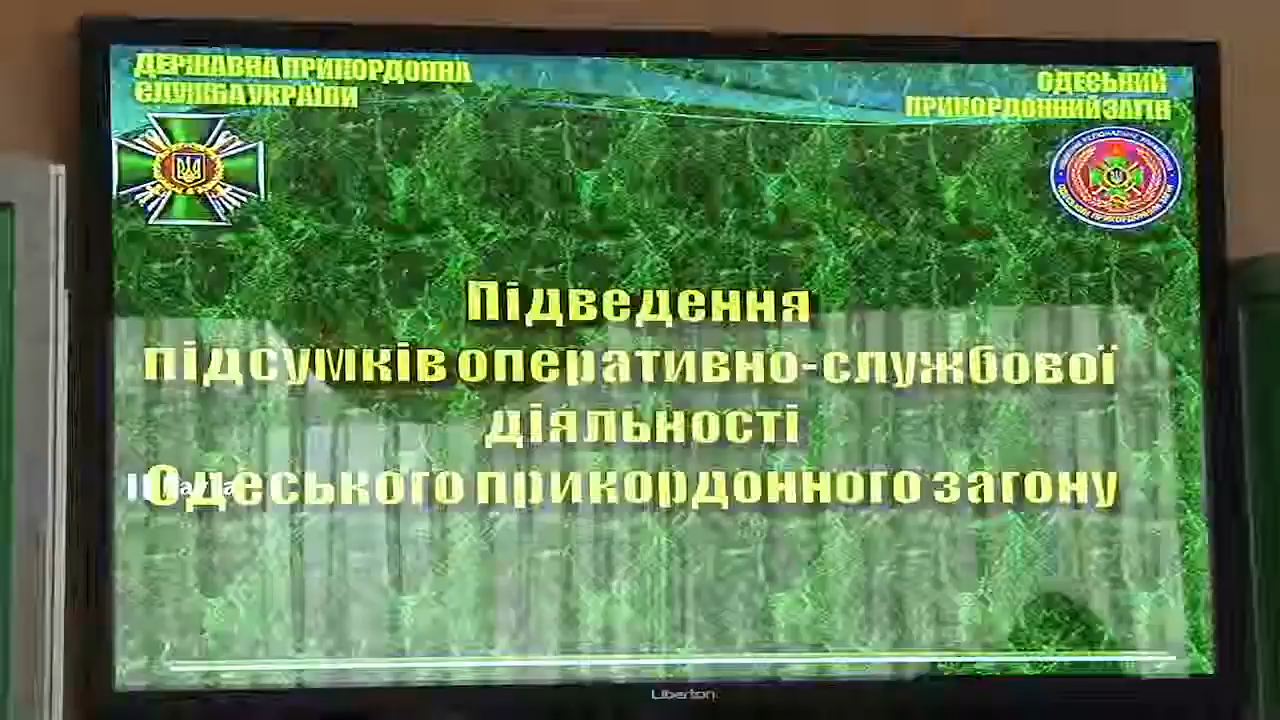 ДЕРЖАВНА ПРИКОРДОННА
СЛУЖБА УКРАЇНИ
ОДЕСЬКИЙ
ПРИКОРДОННИЙ ЗАГІН
Підведення
підсумків оперативно-службової
діяльності
Одеського прикордонного загону
Liberton